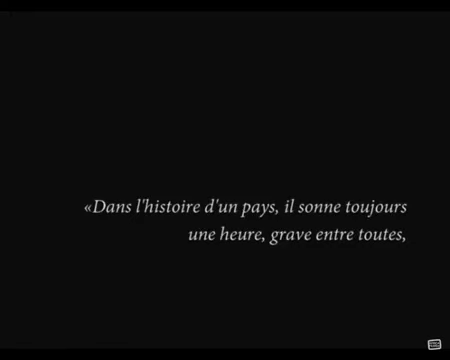 «Dans l'histoire d'un pays, il sonne toujours
une heure, grave entre toutes,